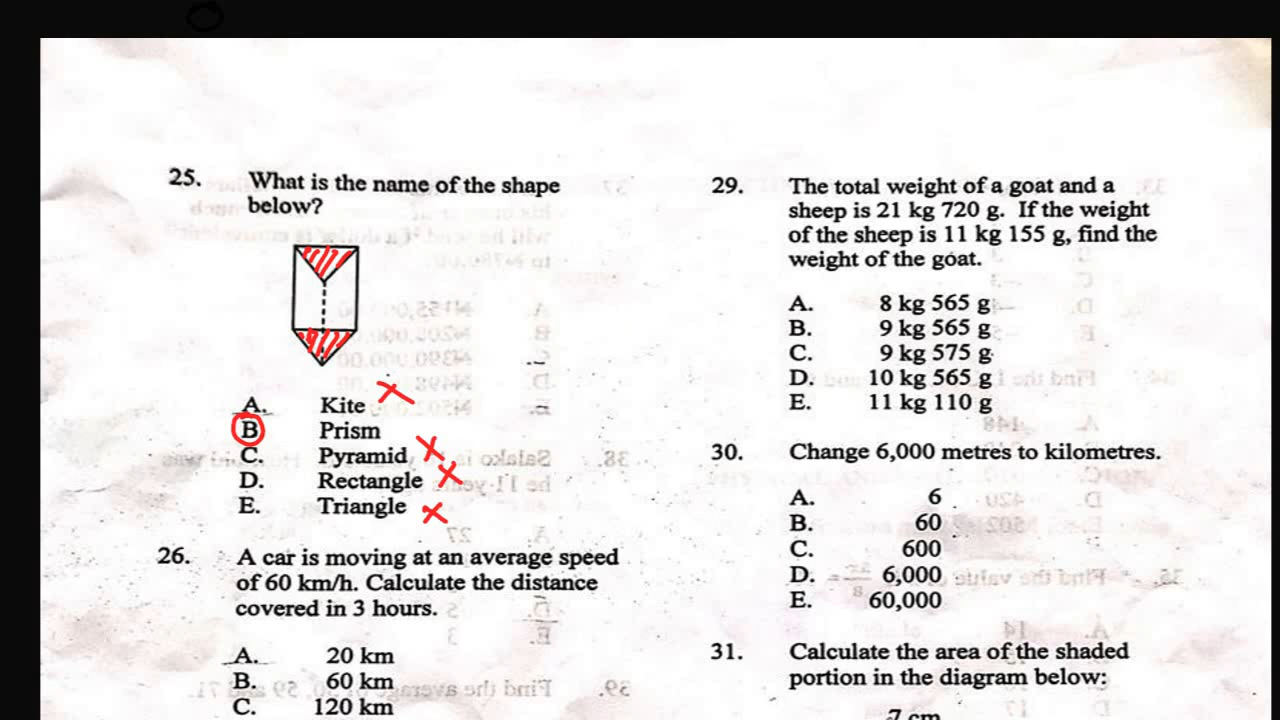 25. What is the name of the shape
below?
A. Kite
B Prism
C. Pyramid
D. Rectangle
E. Triangle
26. A car is moving at an average speed
of 60 km/h. Calculate the distance
covered in 3 hours.
A. 20 km
B. 60 km
C. 120 km
29. The total weight of a goat and a
sheep is 21 kg 720 g. If the weight
of the sheep is 11 kg 155 g, find the
weight of the goat.
A. 8 kg 565 g
B. 9 kg 565 g
C. 9 kg 575 g
D. 10 kg 565 g
E. 11 kg 110 g
30. Change 6,000 metres to kilometres.
A. 6
B. 60
C. 600
D. 6,000
E. 60,000
31. Calculate the area of the shaded
portion in the diagram below:
7 cm